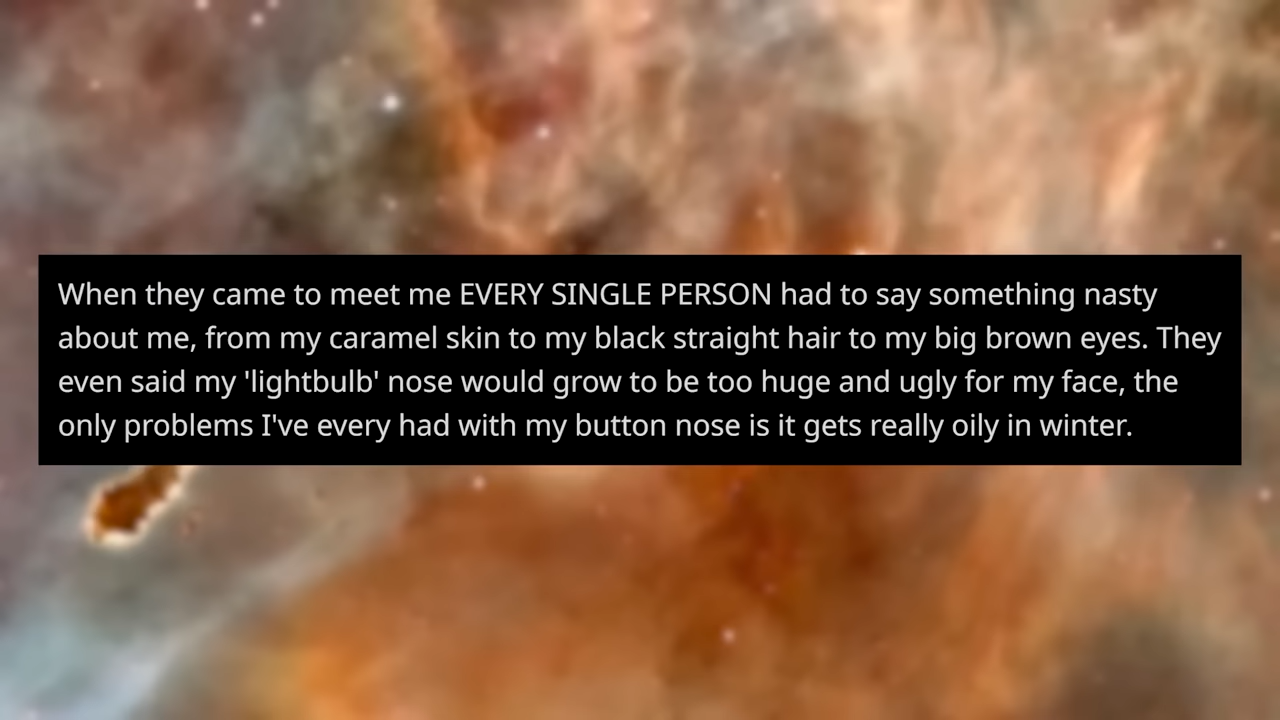 When they came to meet me EVERY SINGLE PERSON had to say something nasty
about me, from my caramel skin to my black straight hair to my big brown eyes. They
even said my 'lightbulb' nose would grow to be too huge and ugly for my face, the
only problems I've every had with my button nose is it gets really oily in winter.